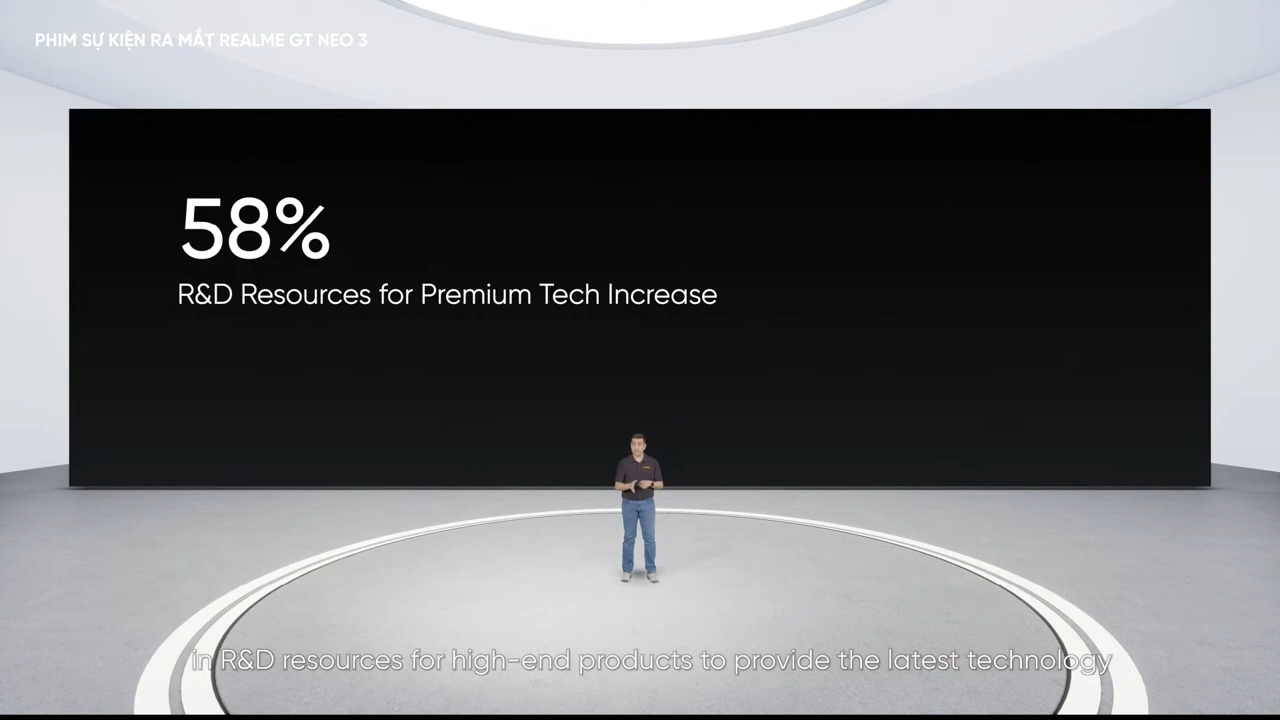 PHIM SỰ KIỆN RA MẮT REALME GT NEO 3
58%
R&D Resources for Premium Tech Increase
in R&D resources for high-end products to provide the latest technology